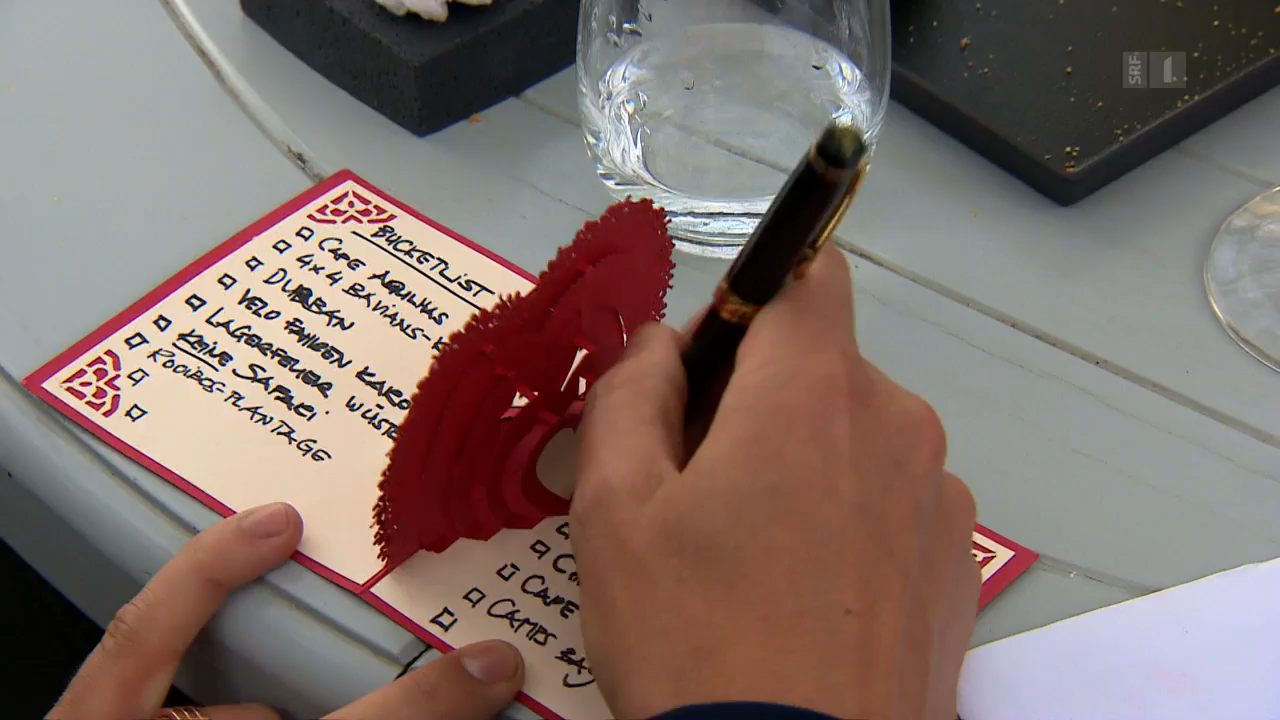 SRF 1.
BUCKETLIST
CAPE AGULHAS
4x4 BAVIANS-K
DURBAN
VELO FAHREN KAROO
LAGERFEUER WÜSTE
KEINE SAFARI
ROOIBOS-PLANTAGE
CAPE
CAMPS BAY